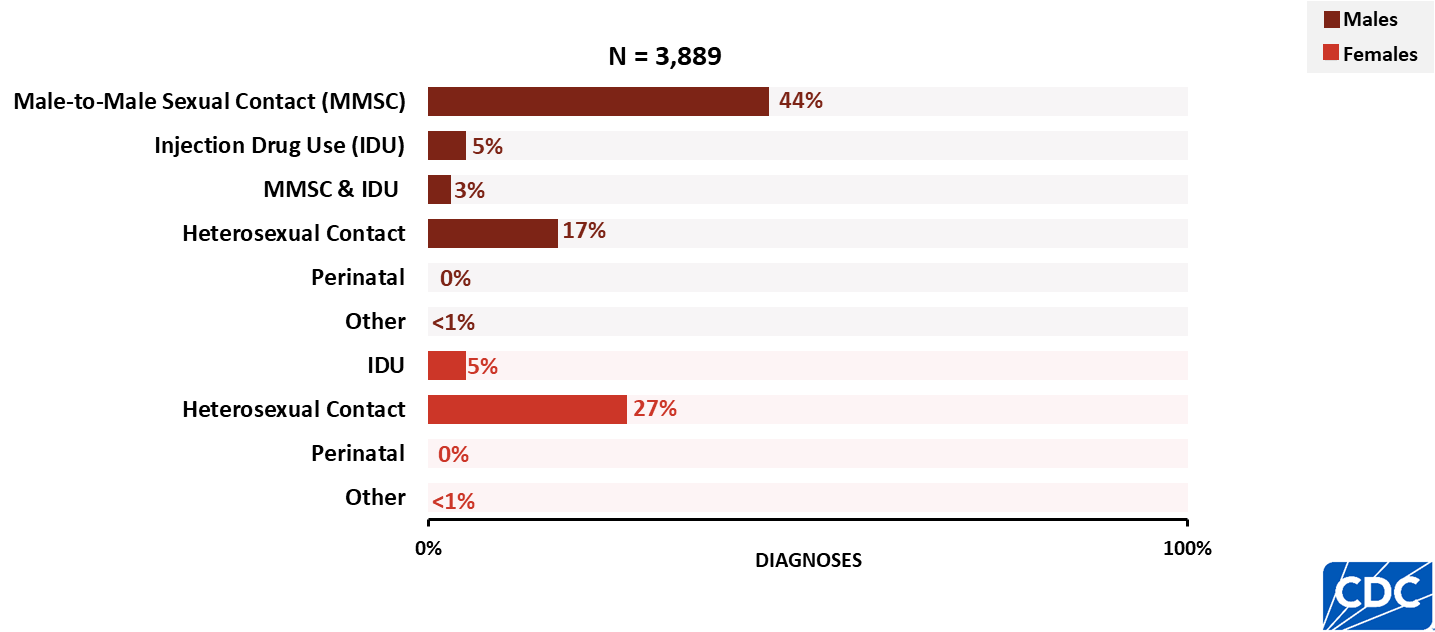 Males
Females
N = 3,889
Male-to-Male Sexual Contact (MMSC) 44%
Injection Drug Use (IDU) 5%
MMSC & IDU 3%
Heterosexual Contact 17%
Perinatal 0%
Other <1%
IDU 5%
Heterosexual Contact 27%
Perinatal 0%
Other <1%
0% 100%
DIAGNOSES
CDC